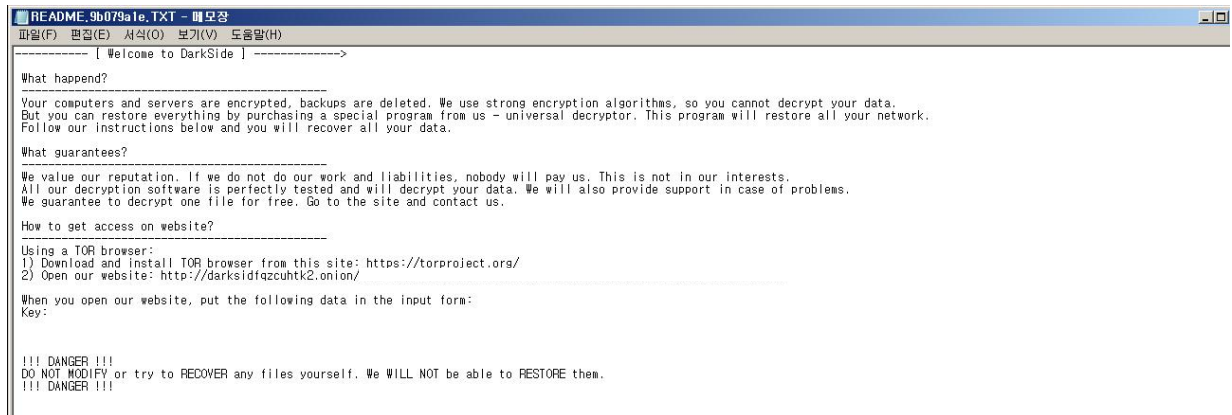 README.9b079a1e.TXT - 메모장
파일(F) 편집(E) 서식(O) 보기(V) 도움말(H)
----------- [ Welcome to DarkSide ] ------------->
What happend?
----------------------------------------------
Your computers and servers are encrypted, backups are deleted. We use strong encryption algorithms, so you cannot decrypt your data.
But you can restore everything by purchasing a special program from us - universal decryptor. This program will restore all your network.
Follow our instructions below and you will recover all your data.
What guarantees?
----------------------------------------------
We value our reputation. If we do not do our work and liabilities, nobody will pay us. This is not in our interests.
All our decryption software is perfectly tested and will decrypt your data. We will also provide support in case of problems.
We guarantee to decrypt one file for free. Go to the site and contact us.
How to get access on website?
----------------------------------------------
Using a TOR browser:
1) Download and install TOR browser from this site: https://torproject.org/
2) Open our website: http://darksidfqzcuhtk2.onion/
When you open our website, put the following data in the input form:
Key:
!!! DANGER !!!
DO NOT MODIFY or try to RECOVER any files yourself. We WILL NOT be able to RESTORE them.
!!! DANGER !!!